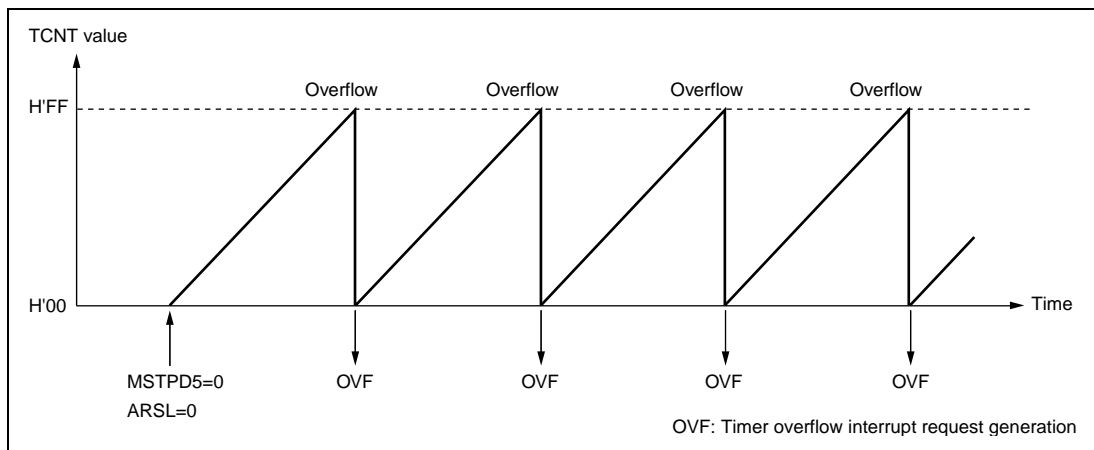 TCNT value
Overflow Overflow Overflow Overflow
H'FF
H'00
Time
MSTPD5=0 OVF OVF OVF OVF
ARSL=0
OVF: Timer overflow interrupt request generation